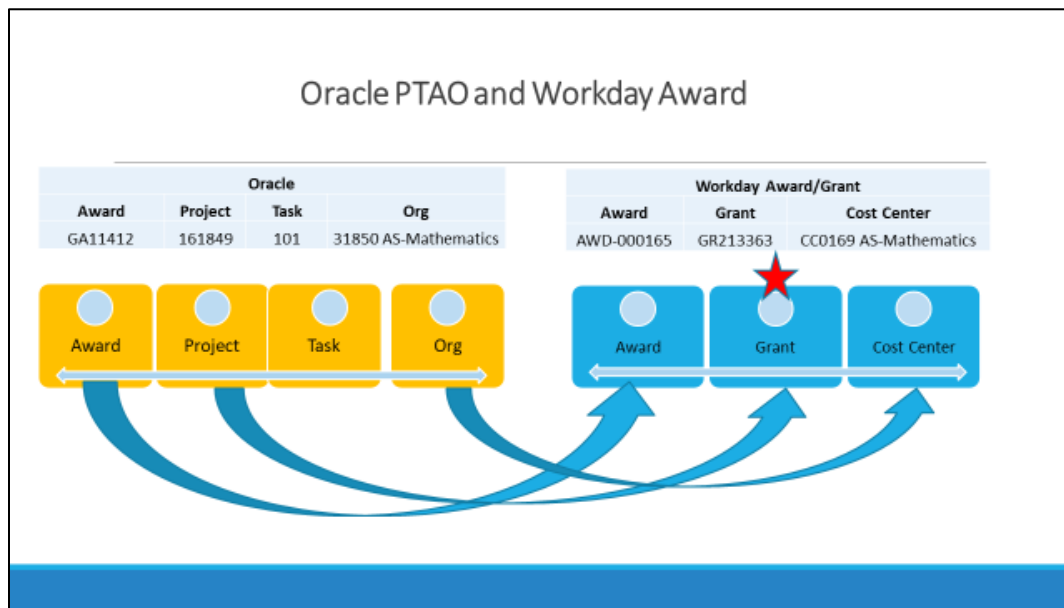 Oracle PTAO and Workday Award
Oracle
Award Project Task Org
GA11412 161849 101 31850 AS-Mathematics
Workday Award/Grant
Award Grant Cost Center
AWD-000165 GR213363 CC0169 AS-Mathematics
Award Project Task Org
Award Grant Cost Center